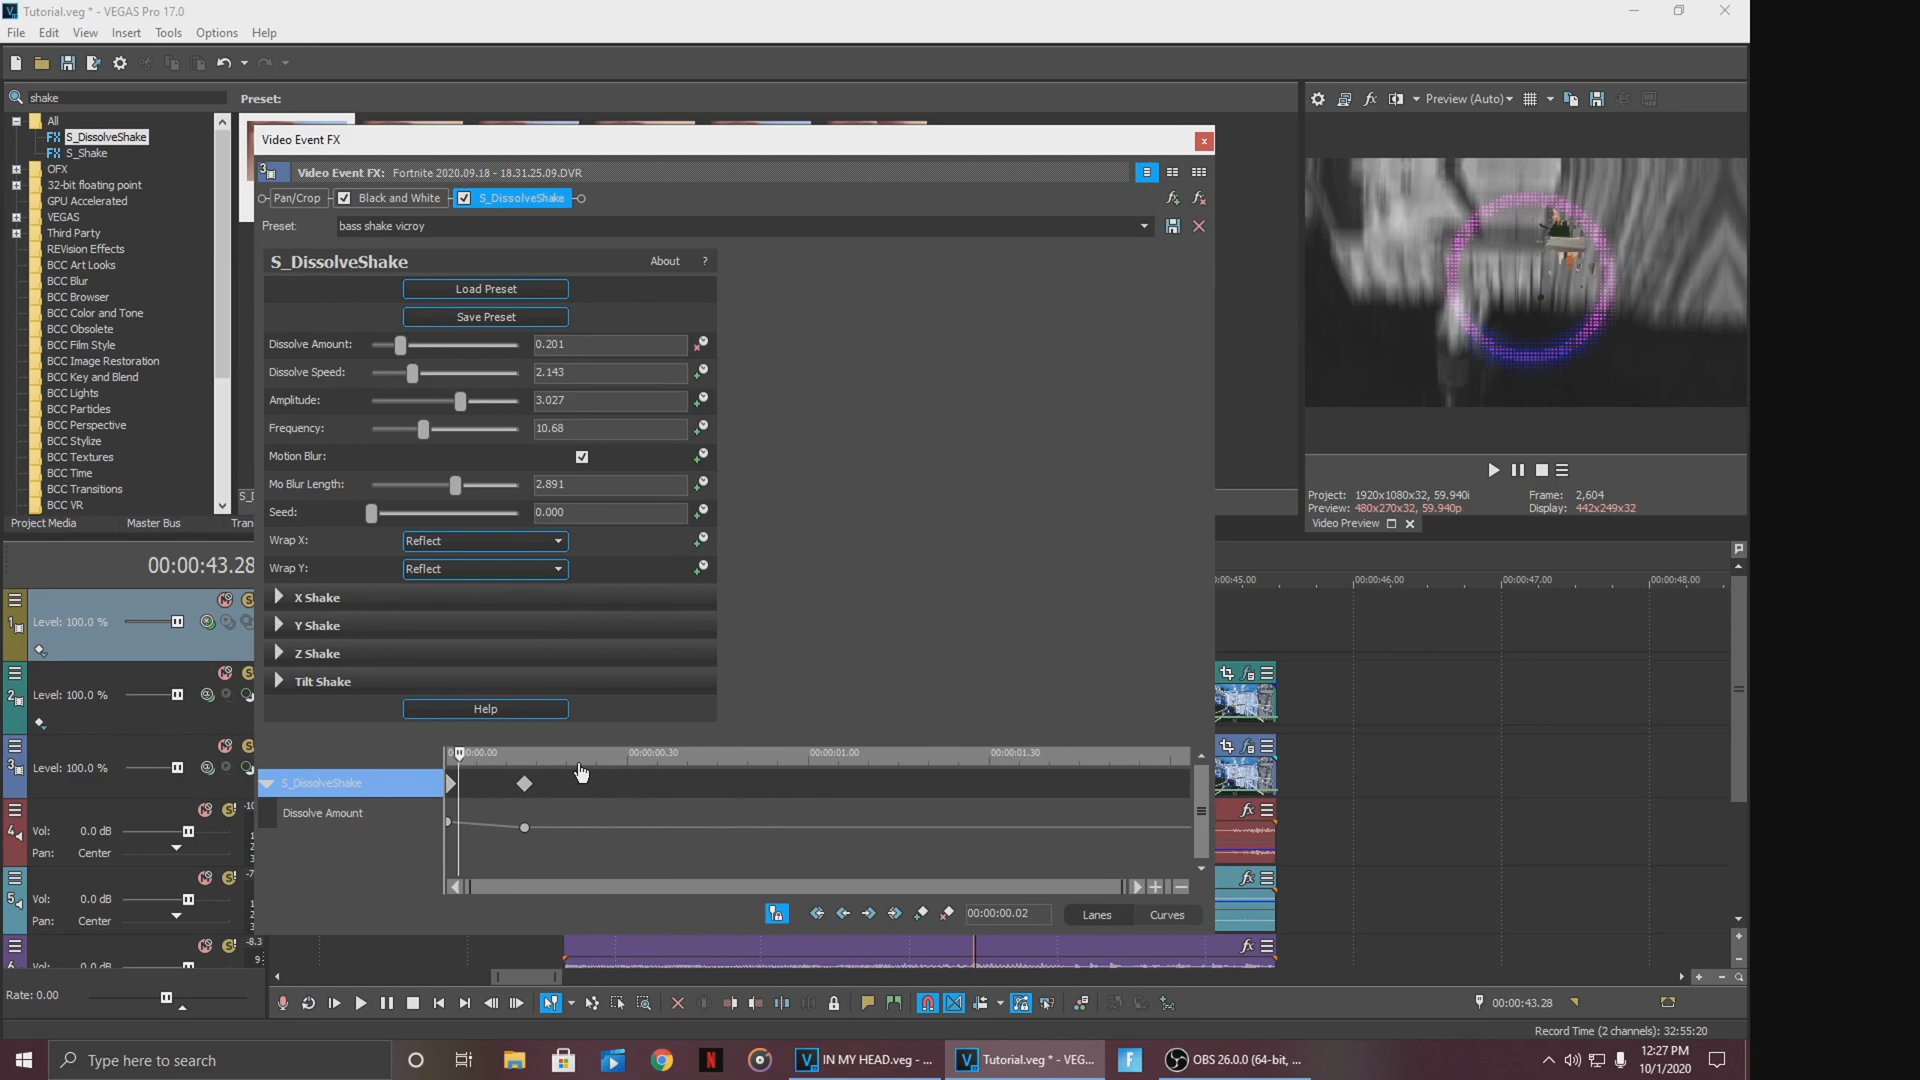 Tutorial.veg * - VEGAS Pro 17.0
File Edit View Insert Tools Options Help
shake
Preset:
Preview (Auto)
All
S_DissolveShake
S_Shake
OFX
32-bit floating point
GPU Accelerated
VEGAS
Third Party
REVision Effects
BCC Art Looks
BCC Blur
BCC Browser
BCC Color and Tone
BCC Obsolete
BCC Film Style
BCC Image Restoration
BCC Key and Blend
BCC Lights
BCC Particles
BCC Perspective
BCC Stylize
BCC Textures
BCC Time
BCC Transitions
BCC VR
Project Media Master Bus Tran
Video Event FX
Video Event FX: Fortnite 2020.09.18 - 18.31.25.09.DVR
Pan/Crop Black and White S_DissolveShake
Preset: bass shake vicroy
S_DissolveShake About ?
Load Preset
Save Preset
Dissolve Amount: 0.201
Dissolve Speed: 2.143
Amplitude: 3.027
Frequency: 10.68
Motion Blur:
Mo Blur Length: 2.891
Seed: 0.000
Wrap X: Reflect
Wrap Y: Reflect
X Shake
Y Shake
Z Shake
Tilt Shake
Help
00:00:00.30 00:00:01.00 00:00:01.30
S_DissolveShake
Dissolve Amount
00:00:00.02 Lanes Curves
Project: 1920x1080x32, 59.940i Frame: 2,604
Preview: 480x270x32, 59.940p Display: 442x249x32
Video Preview
00:00:43.28
00:00:46.00 00:00:47.00 00:00:48.00
1 Level: 100.0 %
2 Level: 100.0 %
3 Level: 100.0 %
4 Vol: 0.0 dB
Pan: Center
5 Vol: 0.0 dB
Pan: Center
-8.3
Rate: 0.00
00:00:43.28
Record Time (2 channels): 32:55:20
Type here to search
IN MY HEAD.veg - ...
Tutorial.veg * - VEG...
OBS 26.0.0 (64-bit, ...
12:27 PM
10/1/2020